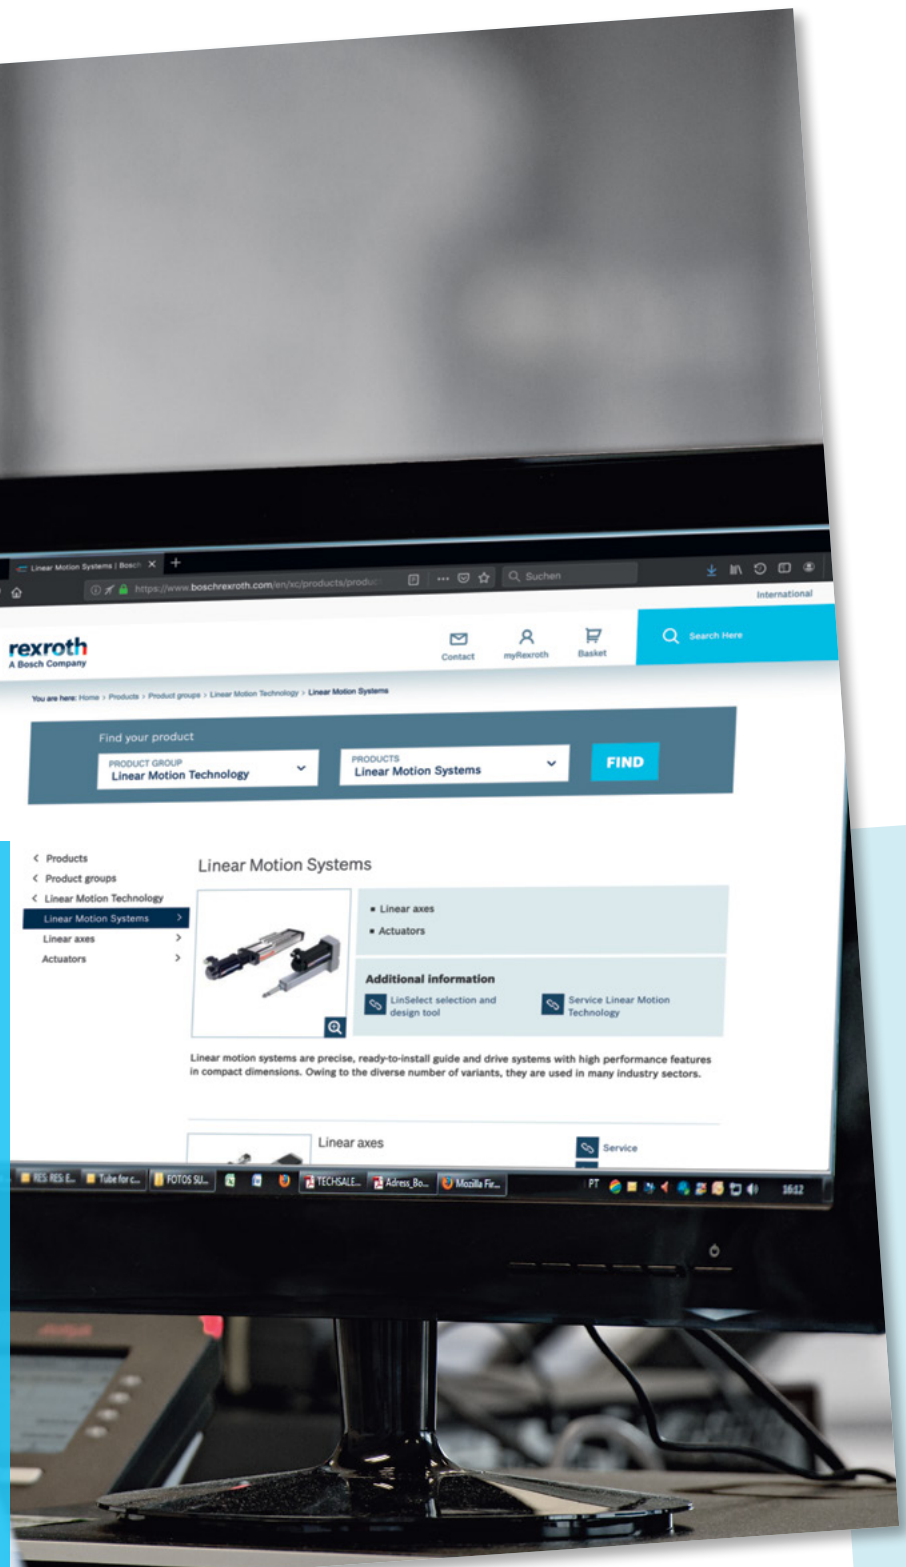 Linear Motion Systems | Bosch
https://www.boschrexroth.com/en/xc/products/produc
Suchen
International
rexroth
A Bosch Company
Contact
myRexroth
Basket
Search Here
You are here: Home > Products > Product groups > Linear Motion Technology > Linear Motion Systems
Find your product
PRODUCT GROUP
Linear Motion Technology
PRODUCTS
Linear Motion Systems
FIND
< Products
< Product groups
< Linear Motion Technology
Linear Motion Systems >
Linear axes >
Actuators >
Linear Motion Systems
▪ Linear axes
▪ Actuators
Additional information
LinSelect selection and
design tool
Service Linear Motion
Technology
Linear motion systems are precise, ready-to-install guide and drive systems with high performance features
in compact dimensions. Owing to the diverse number of variants, they are used in many industry sectors.
Linear axes
Service
RES: RES: E... Tube for c... FOTOS SU... TECHSALE... Adress_Bo... Mozilla Fir... PT 16:12